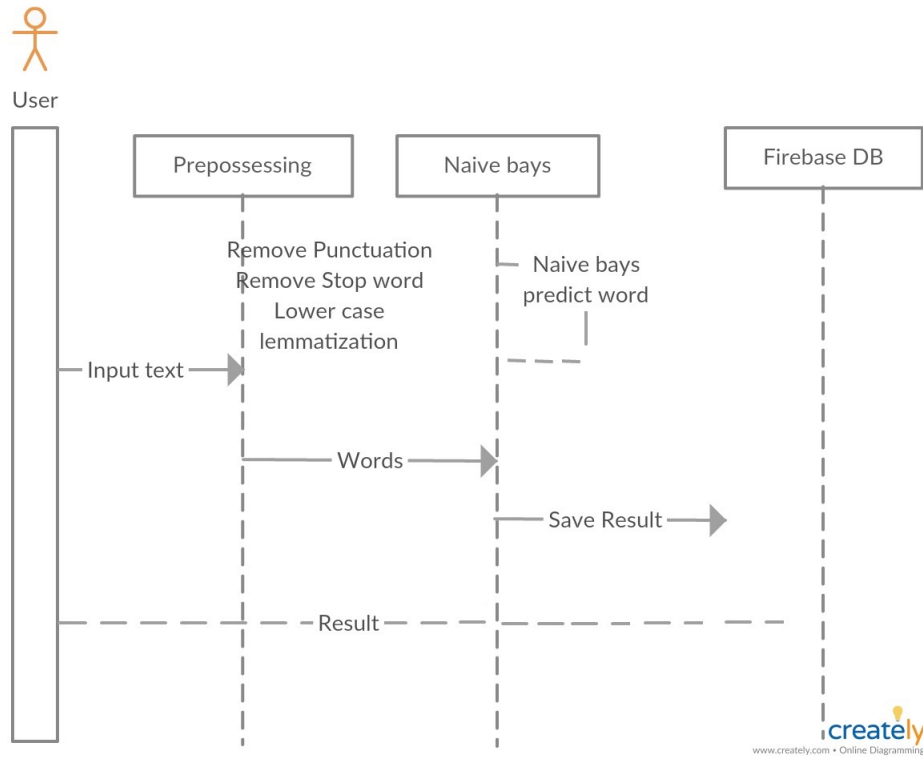 User
Prepossessing
Naive bays
Firebase DB
Remove Punctuation
Remove Stop word
Lower case
lemmatization
Naive bays
predict word
Input text
Words
Save Result
Result
creately
www.creately.com • Online Diagramming